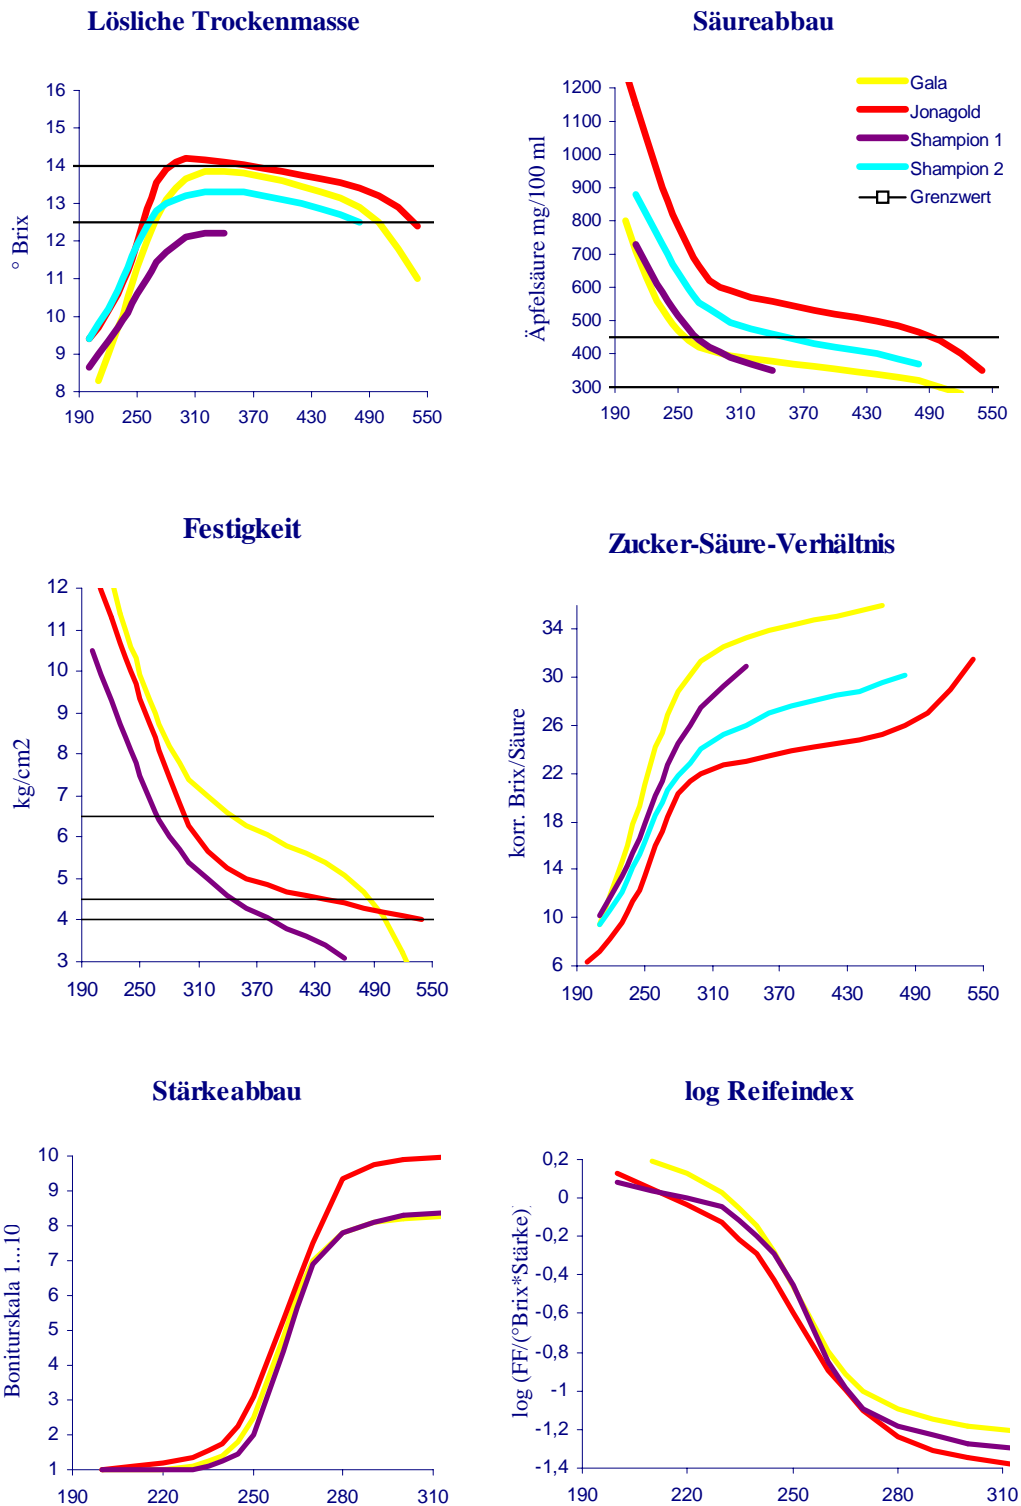 Lösliche Trockenmasse
° Brix
16
15
14
13
12
11
10
9
8
190 250 310 370 430 490 550
Säureabbau
Äpfelsäure mg/100 ml
1200
1100
1000
900
800
700
600
500
400
300
190 250 310 370 430 490 550
Gala
Jonagold
Shampion 1
Shampion 2
Grenzwert
Festigkeit
kg/cm2
12
11
10
9
8
7
6
5
4
3
190 250 310 370 430 490 550
Zucker-Säure-Verhältnis
korr. Brix/Säure
34
30
26
22
18
14
10
6
190 250 310 370 430 490 550
Stärkeabbau
Boniturskala 1...10
10
9
8
7
6
5
4
3
2
1
190 220 250 280 310
log Reifeindex
log (FF/(°Brix*Stärke)
0,2
0
-0,2
-0,4
-0,6
-0,8
-1
-1,2
-1,4
190 220 250 280 310